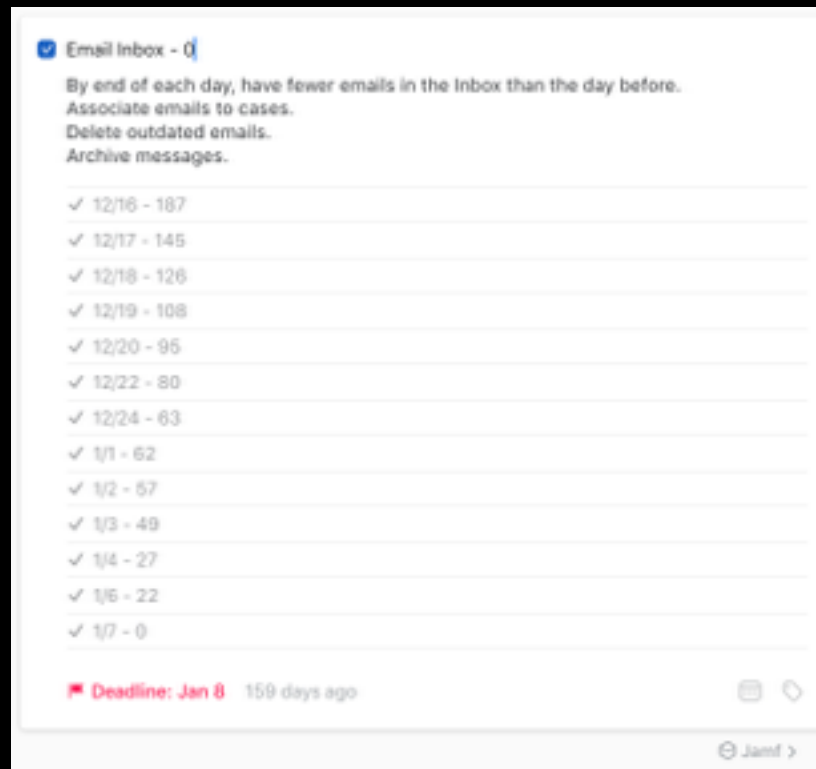 Email Inbox - 0
By end of each day, have fewer emails in the Inbox than the day before.
Associate emails to cases.
Delete outdated emails.
Archive messages.
12/16 - 187
12/17 - 145
12/18 - 126
12/19 - 108
12/20 - 95
12/22 - 80
12/24 - 63
1/1 - 62
1/2 - 57
1/3 - 49
1/4 - 27
1/6 - 22
1/7 - 0
Deadline: Jan 8 159 days ago
Jamf >